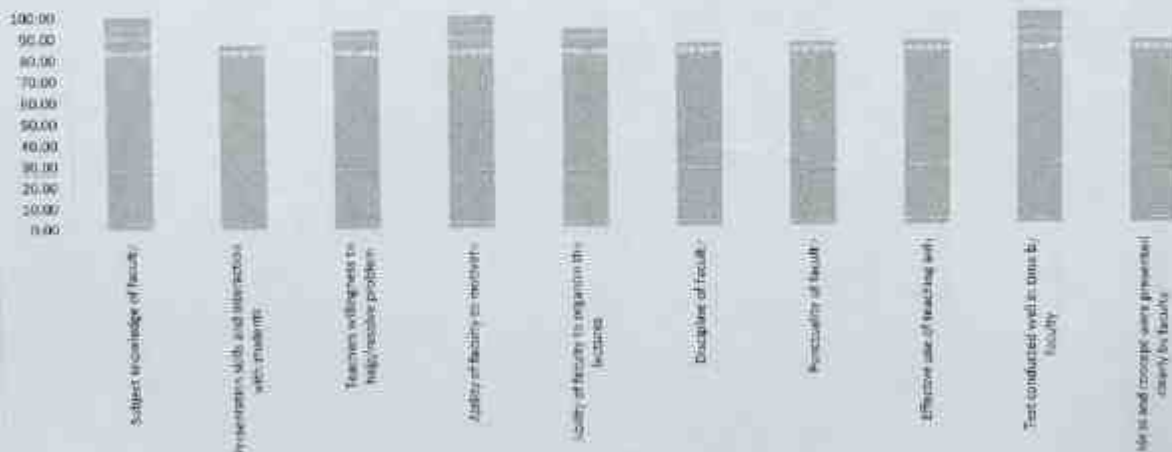 100.00
90.00
80.00
70.00
60.00
50.00
40.00
30.00
20.00
10.00
0.00
Subject knowledge of faculty
Presentation skills and interaction
with students
Teachers willingness to
help/resolve problem
Ability of faculty to motivate
Ability of faculty to organize the
lectures
Discipline of faculty
Punctuality of faculty
Effective use of teaching aids
Test conducted well in time by
faculty
and concept were presented
clearly by faculty